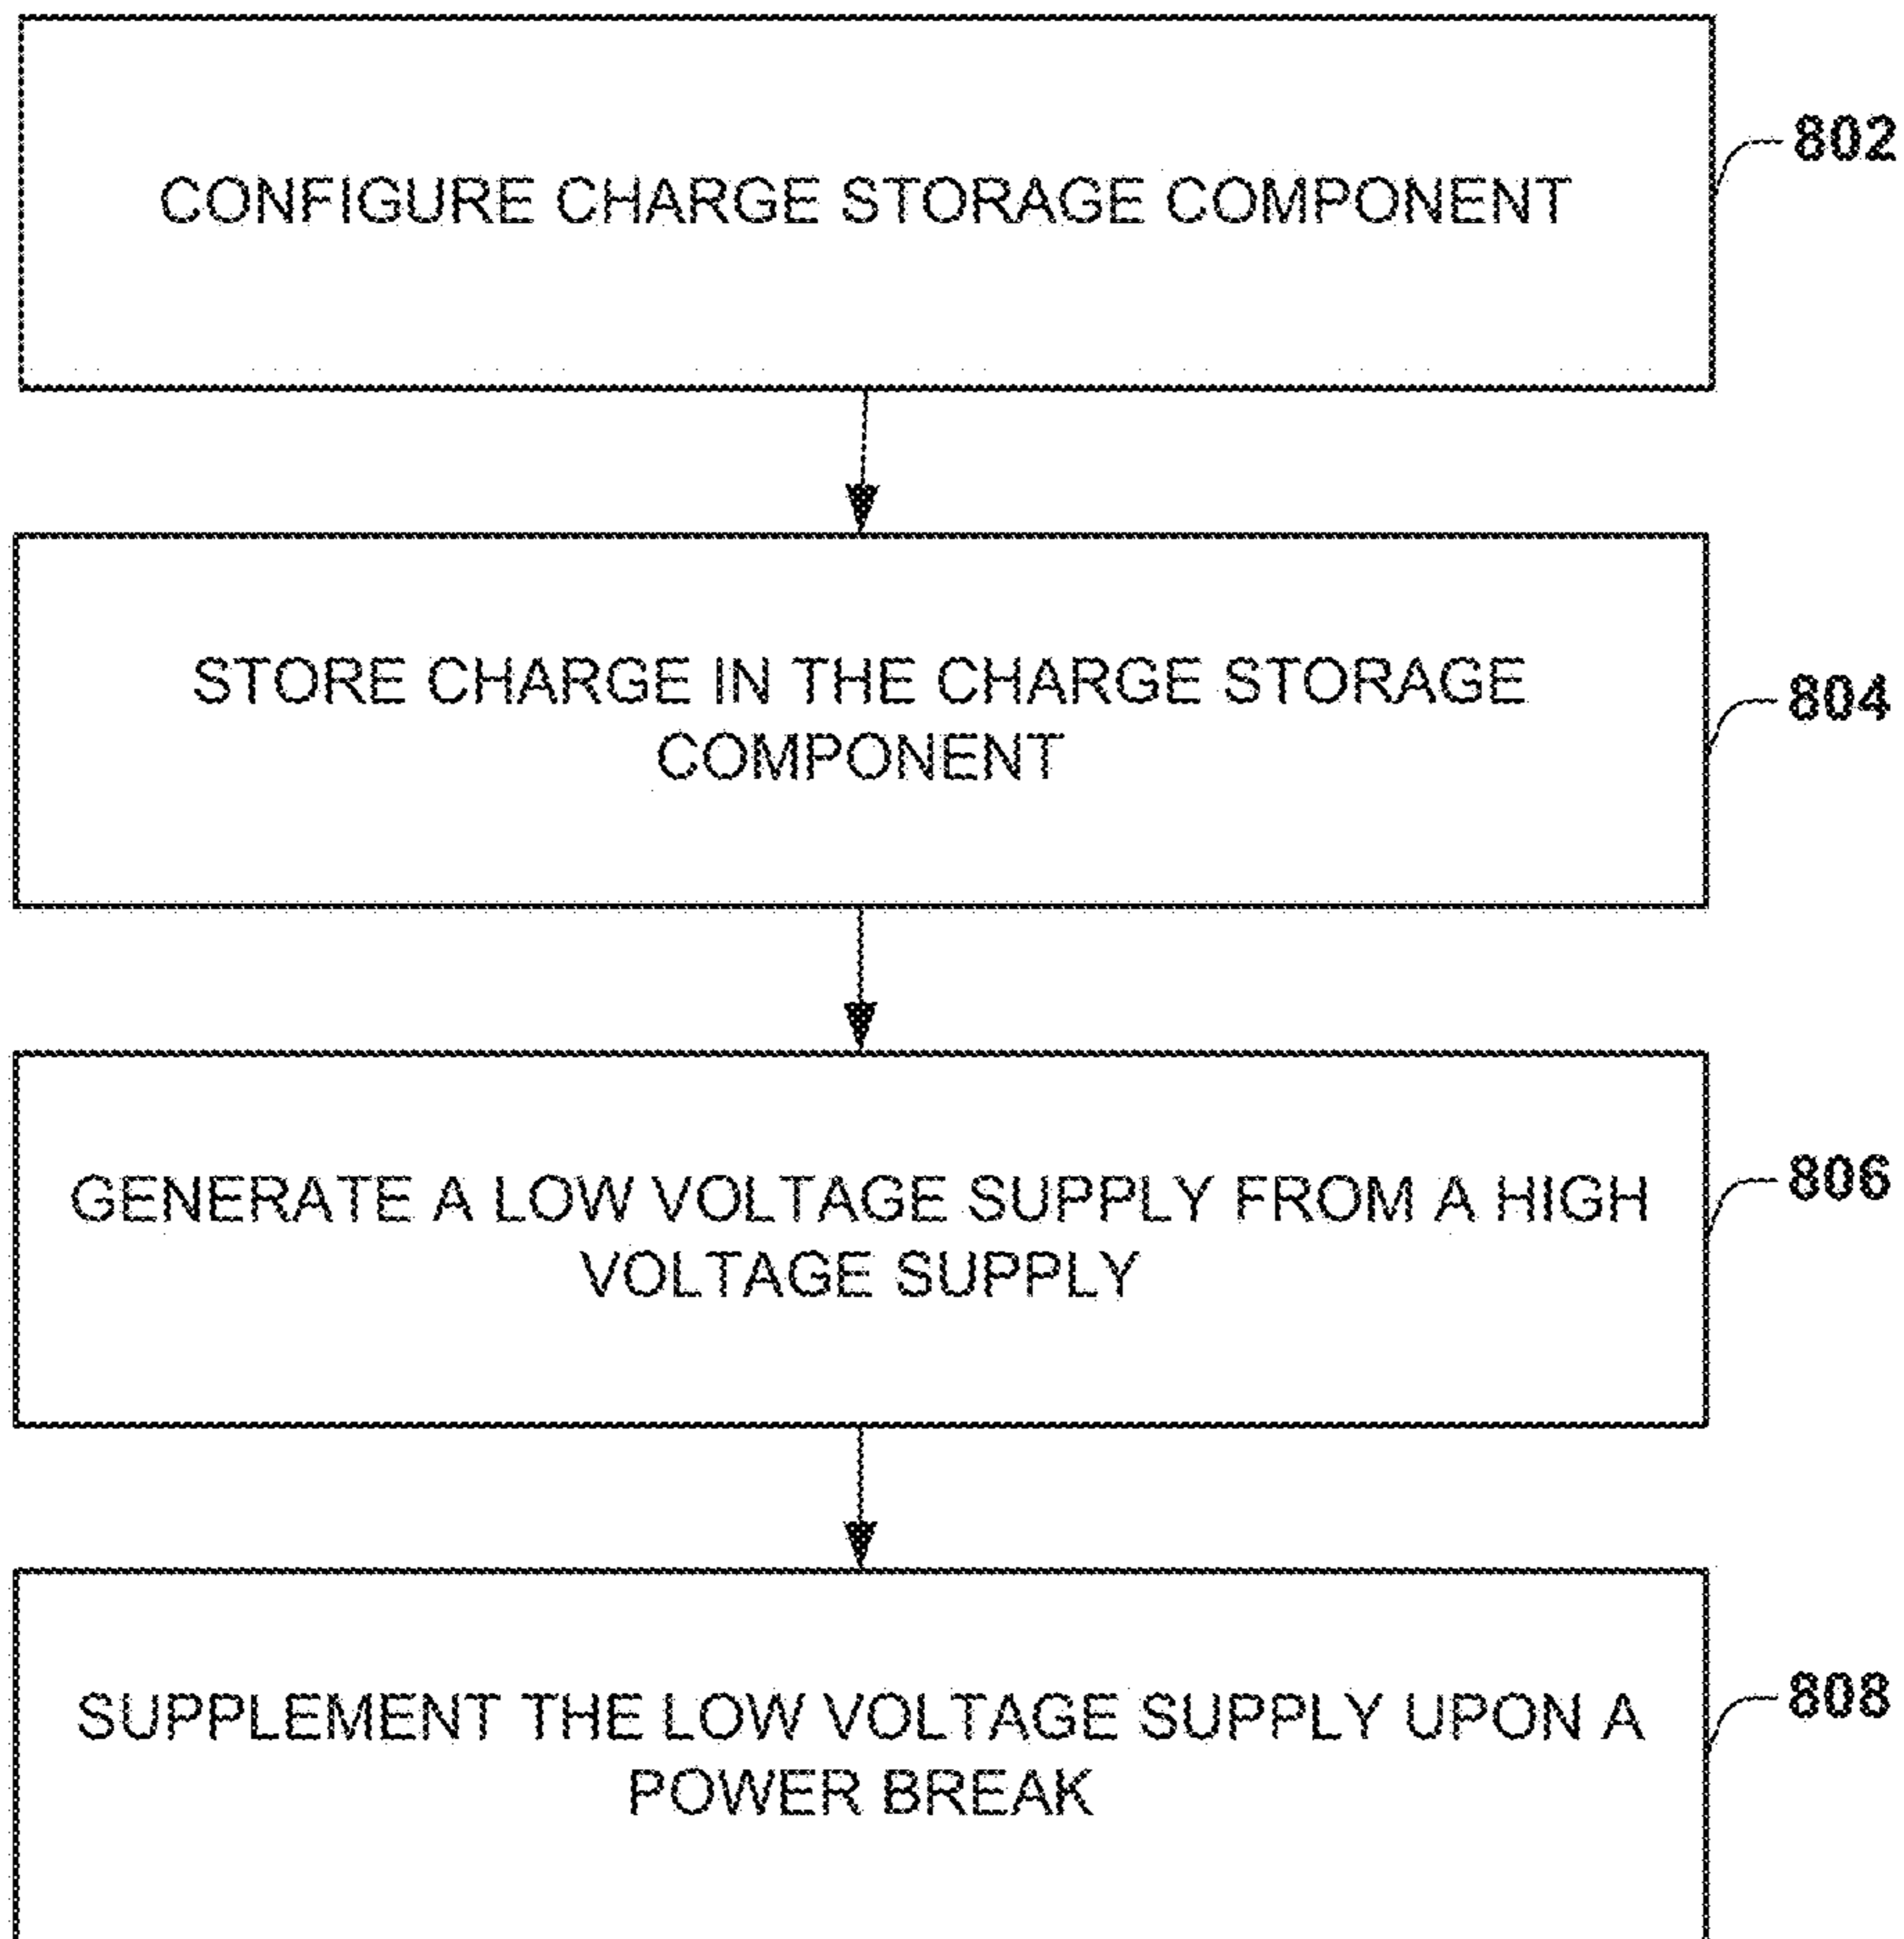 CONFIGURE CHARGE STORAGE COMPONENT
802
STORE CHARGE IN THE CHARGE STORAGE
COMPONENT
804
GENERATE A LOW VOLTAGE SUPPLY FROM A HIGH
VOLTAGE SUPPLY
806
SUPPLEMENT THE LOW VOLTAGE SUPPLY UPON A
POWER BREAK
808